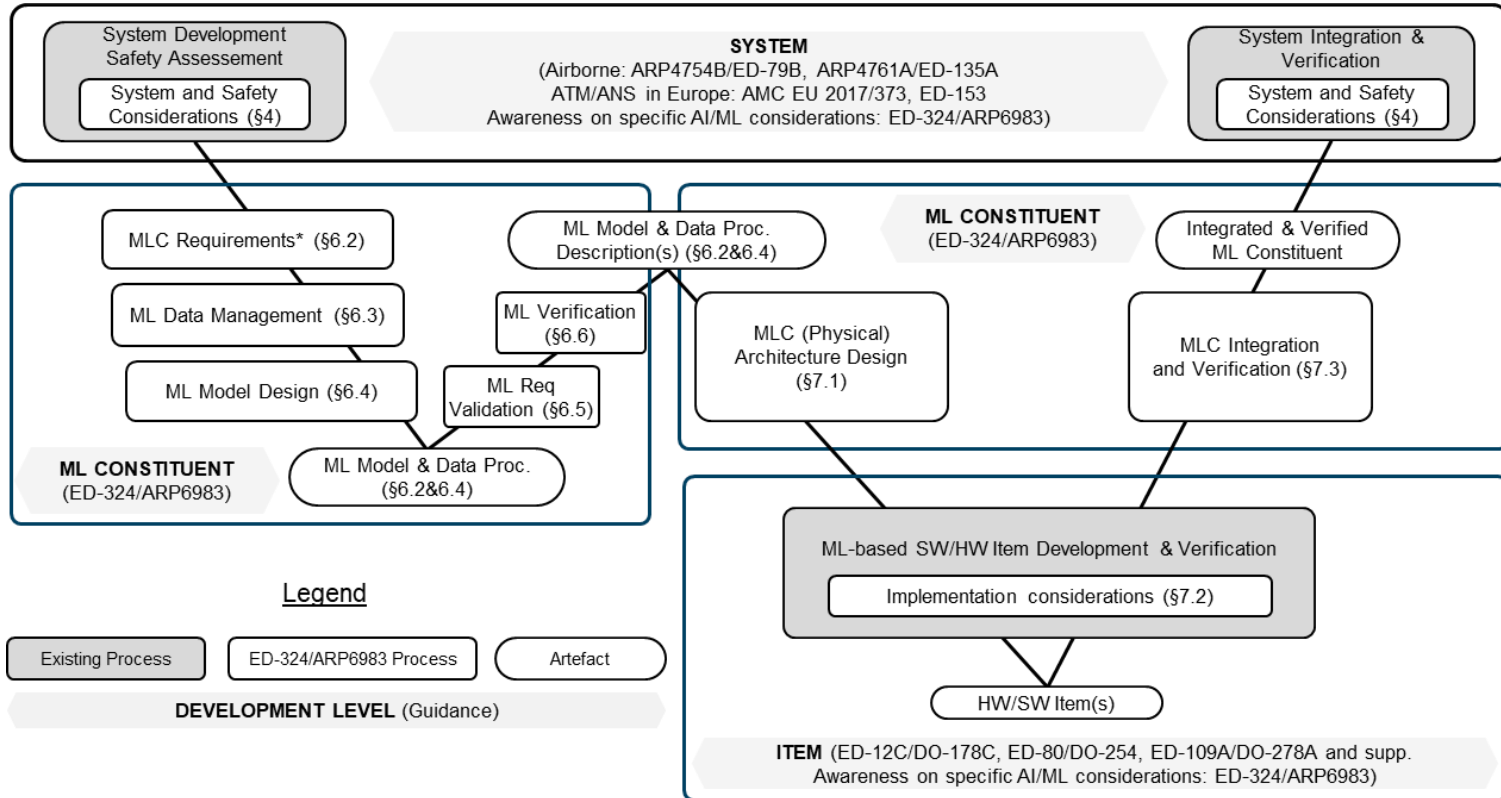 System Development
Safety Assessement
System and Safety
Considerations (§4)
SYSTEM
(Airborne: ARP4754B/ED-79B, ARP4761A/ED-135A
ATM/ANS in Europe: AMC EU 2017/373, ED-153
Awareness on specific AI/ML considerations: ED-324/ARP6983)
System Integration &
Verification
System and Safety
Considerations (§4)
MLC Requirements* (§6.2)
ML Data Management (§6.3)
ML Model Design (§6.4)
ML CONSTITUENT
(ED-324/ARP6983)
ML Model & Data Proc.
(§6.2&6.4)
ML Req
Validation (§6.5)
ML Verification
(§6.6)
ML Model & Data Proc.
Description(s) (§6.2&6.4)
ML CONSTITUENT
(ED-324/ARP6983)
Integrated & Verified
ML Constituent
MLC (Physical)
Architecture Design
(§7.1)
MLC Integration
and Verification (§7.3)
ML-based SW/HW Item Development & Verification
Implementation considerations (§7.2)
HW/SW Item(s)
ITEM (ED-12C/DO-178C, ED-80/DO-254, ED-109A/DO-278A and supp.
Awareness on specific AI/ML considerations: ED-324/ARP6983)
Legend
Existing Process
ED-324/ARP6983 Process
Artefact
DEVELOPMENT LEVEL (Guidance)